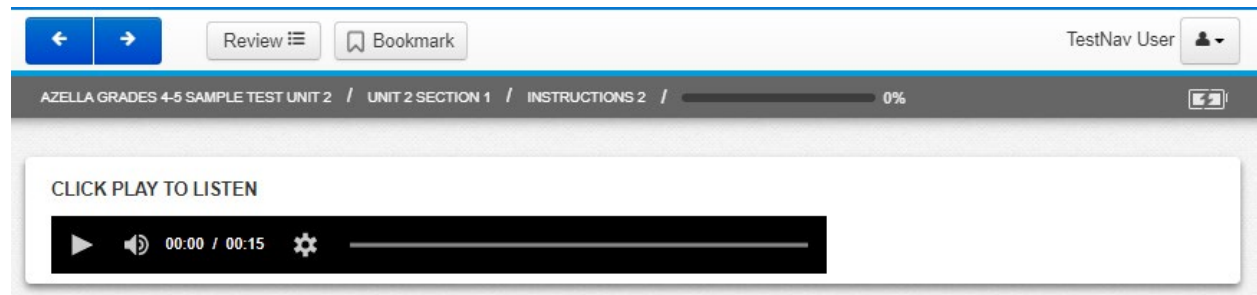 Review Bookmark TestNav User
AZELLA GRADES 4-5 SAMPLE TEST UNIT 2 / UNIT 2 SECTION 1 / INSTRUCTIONS 2 / 0%
CLICK PLAY TO LISTEN
00:00 / 00:15